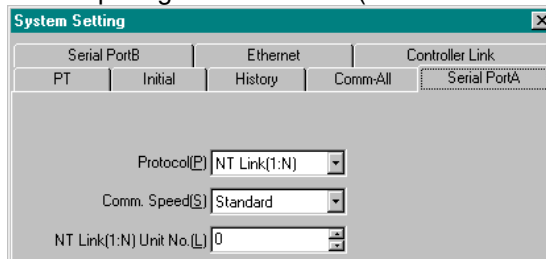 System Setting
Serial PortB Ethernet Controller Link
PT Initial History Comm-All Serial PortA
Protocol(P) NT Link(1:N)
Comm. Speed(S) Standard
NT Link(1:N) Unit No.(L) 0